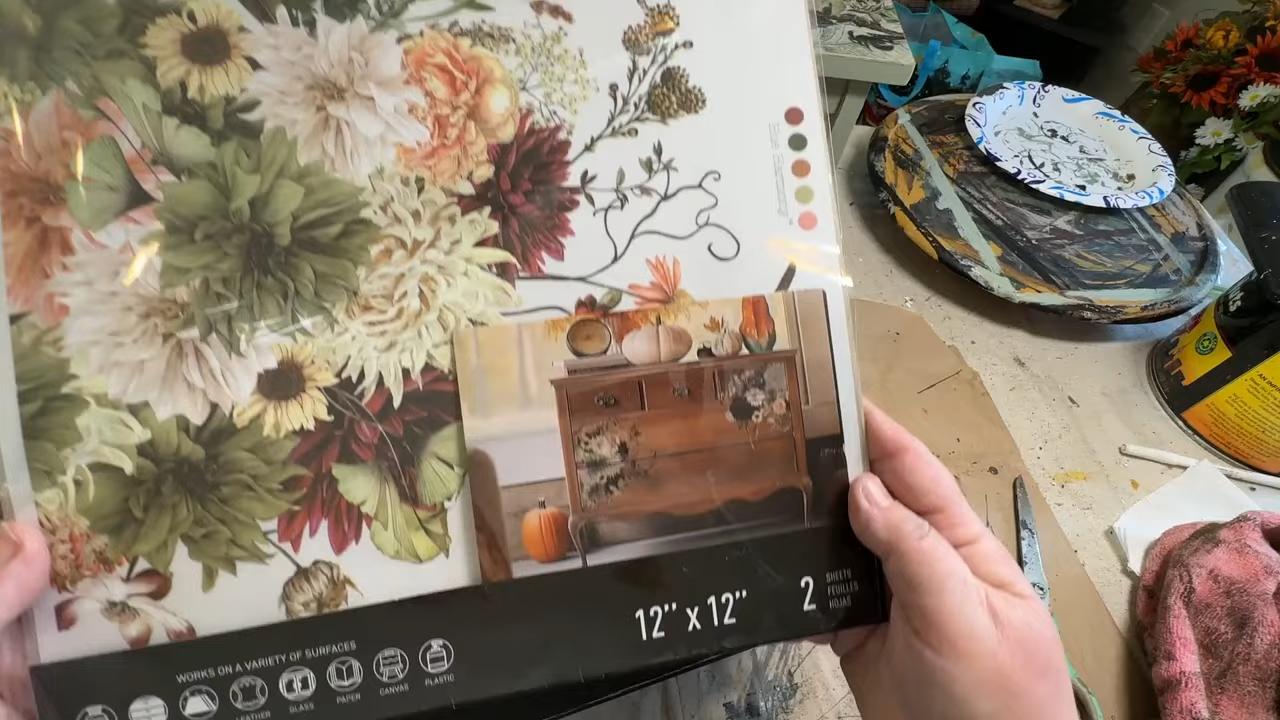 12" x 12"
2
SHEETS
FEUILLES
HOJAS
WORKS ON A VARIETY OF SURFACES
LEATHER
GLASS
PAPER
CANVAS
PLASTIC